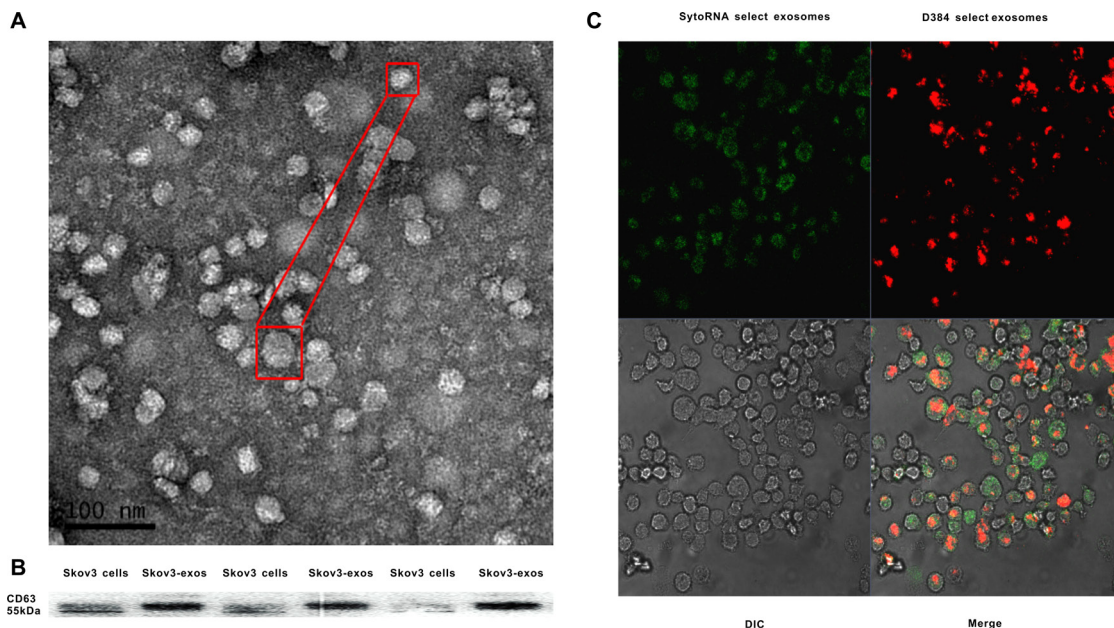 A
100 nm
B
Skov3 cells Skov3-exos Skov3 cells Skov3-exos Skov3 cells Skov3-exos
CD63
55kDa
C
SytoRNA select exosomes D384 select exosomes
DIC Merge